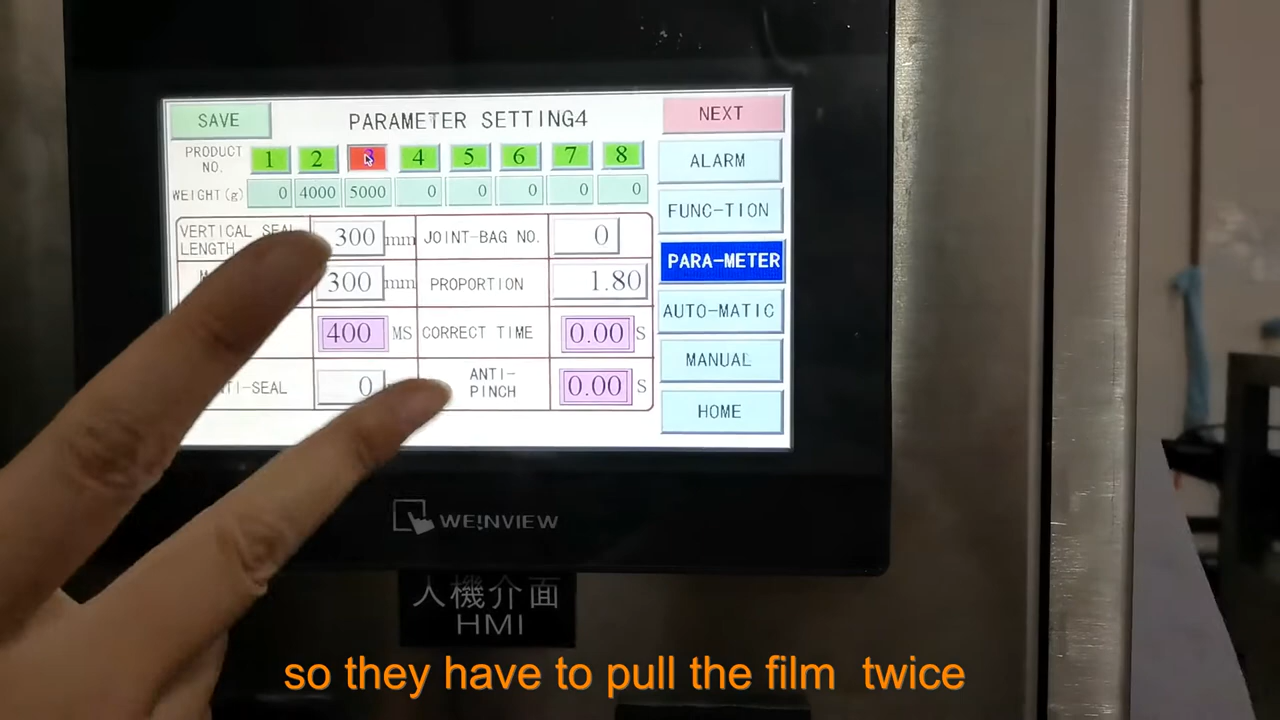 SAVE
PARAMETER SETTING4
NEXT
PRODUCT NO.
1 2 3 4 5 6 7 8
WEIGHT(g) 0 4000 5000 0 0 0 0 0
ALARM
FUNC-TION
PARA-METER
AUTO-MATIC
MANUAL
HOME
VERTICAL SEAL
LENGTH
300 mm
JOINT-BAG NO.
0
300 mm
PROPORTION
1.80
400 MS
CORRECT TIME
0.00 S
TI-SEAL
0
ANTI-
PINCH
0.00 S
WEINVIEW
人機介面
HMI
so they have to pull the film twice